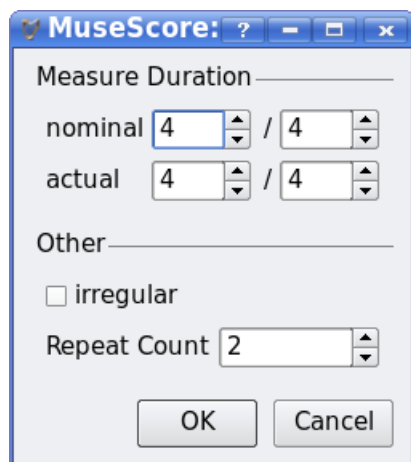 MuseScore: ?
Measure Duration
nominal 4 / 4
actual 4 / 4
Other
irregular
Repeat Count 2
OK Cancel